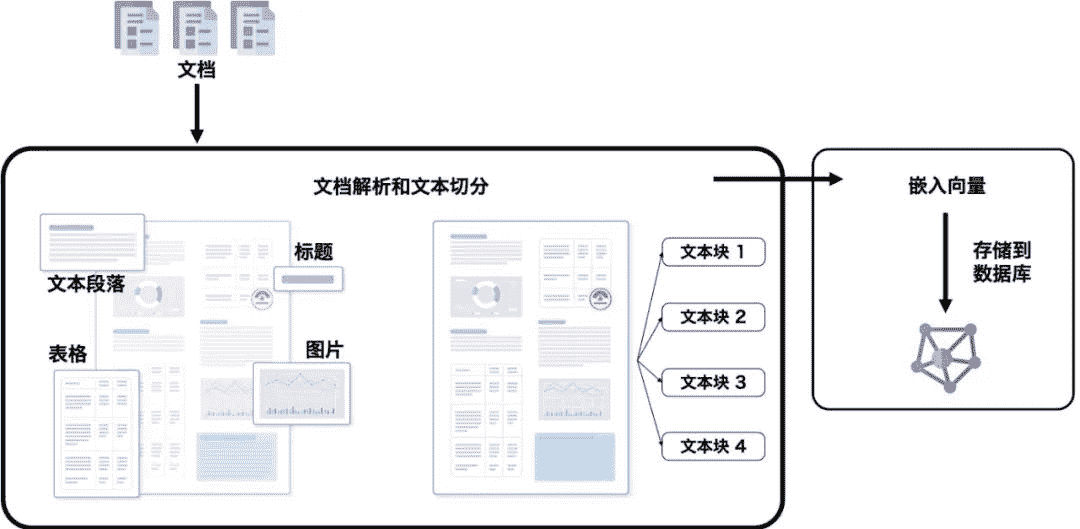 文档
文档解析和文本切分
嵌入向量
文本段落
标题
表格
图片
文本块 1
文本块 2
文本块 3
文本块 4
存储到
数据库